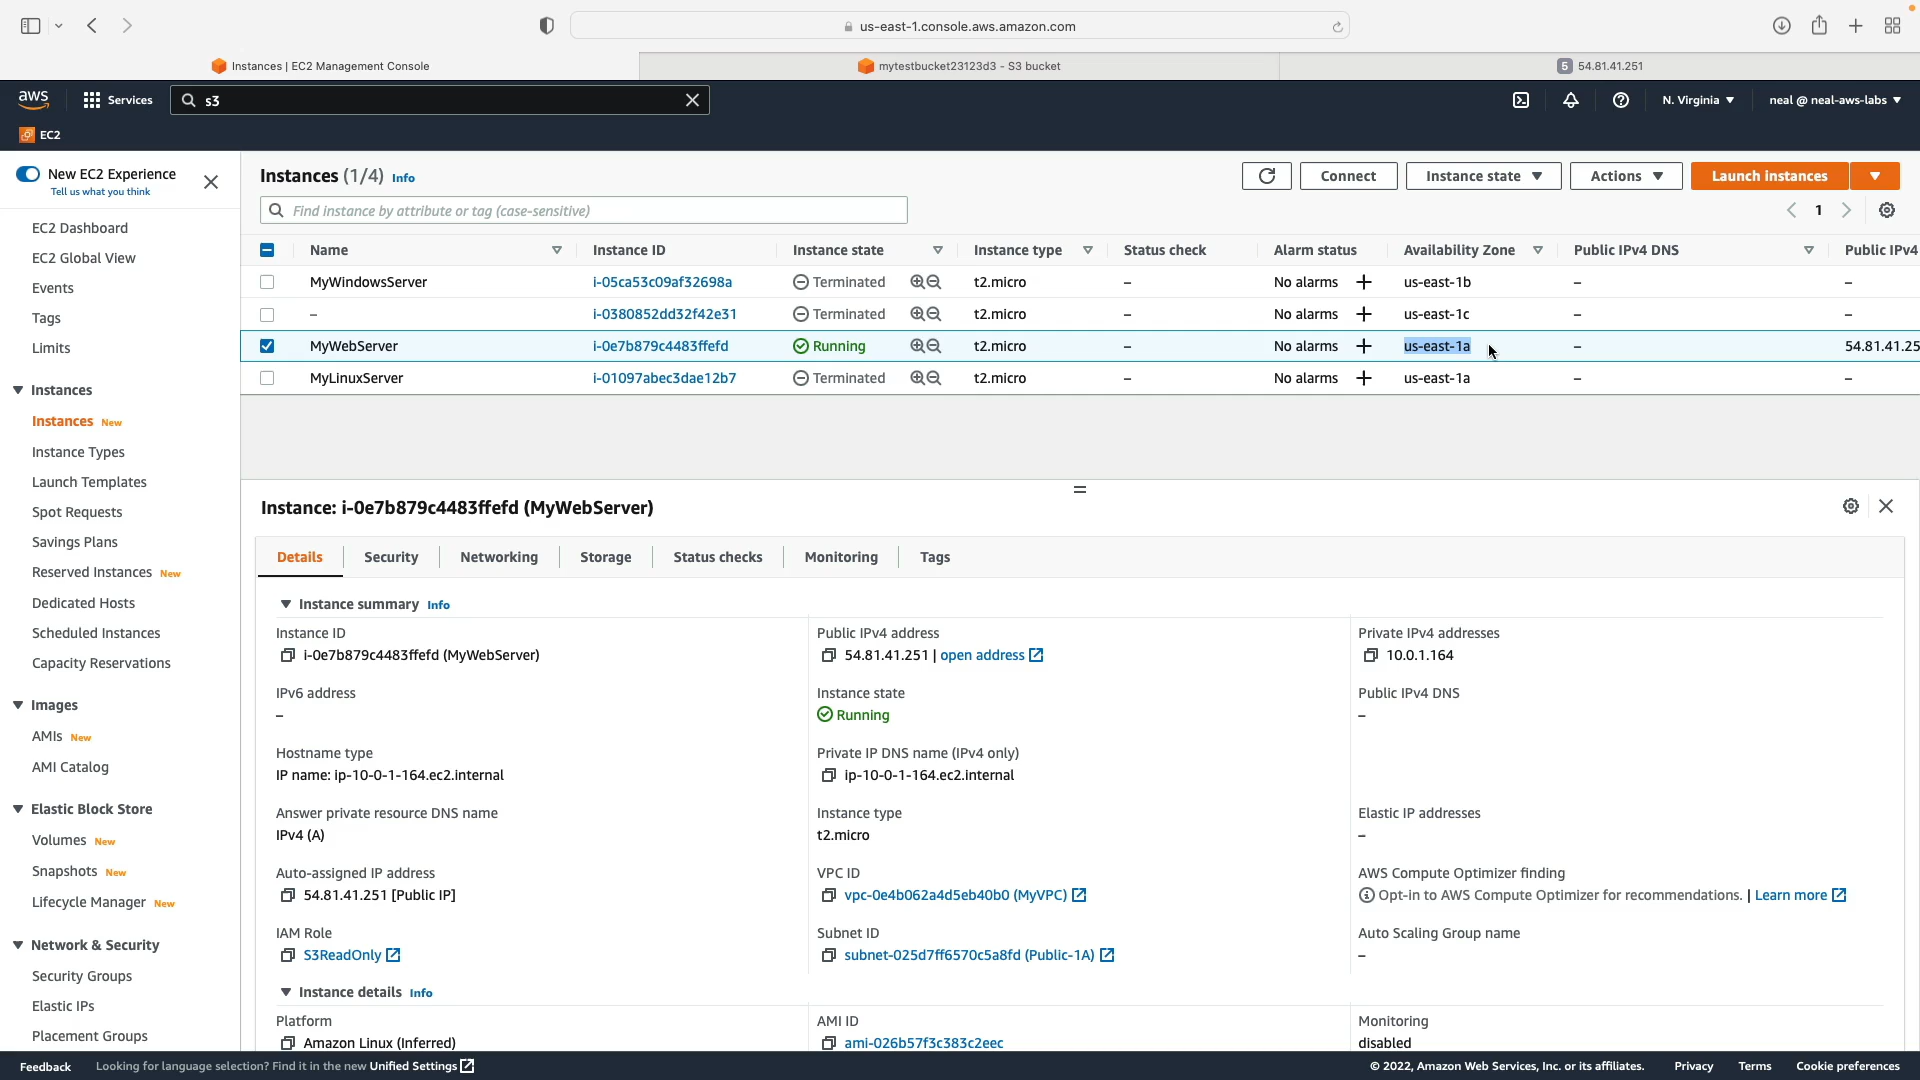 us-east-1.console.aws.amazon.com
Instances | EC2 Management Console
mytestbucket23123d3 - S3 bucket
5 54.81.41.251
aws
Services
s3
N. Virginia ▼
neal @ neal-aws-labs ▼
EC2
New EC2 Experience
Tell us what you think
EC2 Dashboard
EC2 Global View
Events
Tags
Limits
Instances
Instances New
Instance Types
Launch Templates
Spot Requests
Savings Plans
Reserved Instances New
Dedicated Hosts
Scheduled Instances
Capacity Reservations
Images
AMIs New
AMI Catalog
Elastic Block Store
Volumes New
Snapshots New
Lifecycle Manager New
Network & Security
Security Groups
Elastic IPs
Placement Groups
Instances (1/4) Info
Connect
Instance state ▼
Actions ▼
Launch instances
Find instance by attribute or tag (case-sensitive)
1
Name Instance ID Instance state Instance type Status check Alarm status Availability Zone Public IPv4 DNS Public IPv4
MyWindowsServer i-05ca53c09af32698a Terminated t2.micro – No alarms + us-east-1b – –
– i-0380852dd32f42e31 Terminated t2.micro – No alarms + us-east-1c – –
MyWebServer i-0e7b879c4483ffefd Running t2.micro – No alarms + us-east-1a – 54.81.41.25
MyLinuxServer i-01097abec3dae12b7 Terminated t2.micro – No alarms + us-east-1a – –
Instance: i-0e7b879c4483ffefd (MyWebServer)
Details Security Networking Storage Status checks Monitoring Tags
Instance summary Info
Instance ID
i-0e7b879c4483ffefd (MyWebServer)
Public IPv4 address
54.81.41.251 | open address
Private IPv4 addresses
10.0.1.164
IPv6 address
–
Instance state
Running
Public IPv4 DNS
–
Hostname type
IP name: ip-10-0-1-164.ec2.internal
Private IP DNS name (IPv4 only)
ip-10-0-1-164.ec2.internal
Answer private resource DNS name
IPv4 (A)
Instance type
t2.micro
Elastic IP addresses
–
Auto-assigned IP address
54.81.41.251 [Public IP]
VPC ID
vpc-0e4b062a4d5eb40b0 (MyVPC)
AWS Compute Optimizer finding
Opt-in to AWS Compute Optimizer for recommendations. | Learn more
IAM Role
S3ReadOnly
Subnet ID
subnet-025d7ff6570c5a8fd (Public-1A)
Auto Scaling Group name
–
Instance details Info
Platform
Amazon Linux (Inferred)
AMI ID
ami-026b57f3c383c2eec
Monitoring
disabled
Feedback
Looking for language selection? Find it in the new Unified Settings
© 2022, Amazon Web Services, Inc. or its affiliates.
Privacy
Terms
Cookie preferences